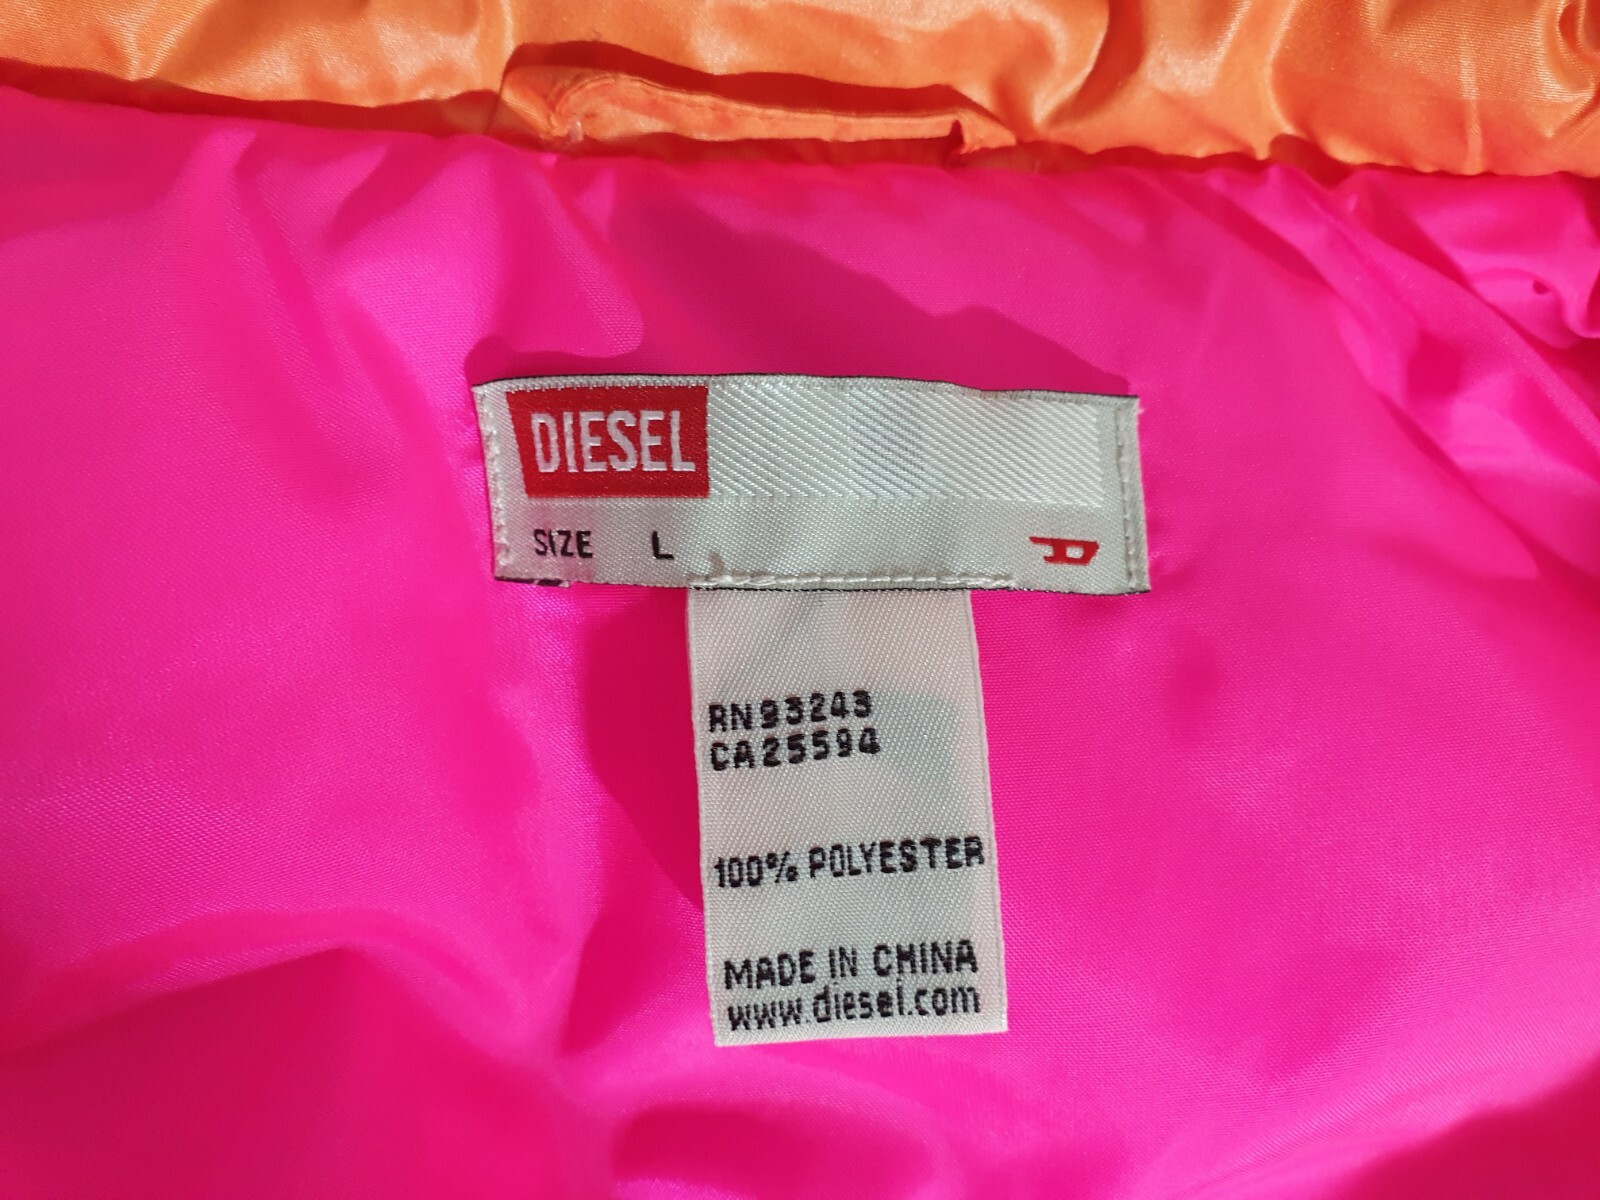 DIESEL
SIZE L
D
RN93243
CA25594
100% POLYESTER
MADE IN CHINA
www.diesel.com